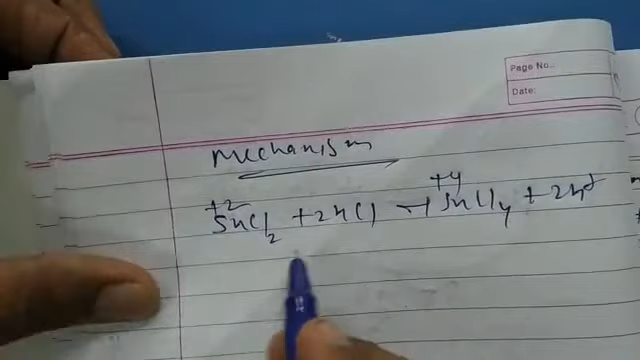 Page No.
Date:
Mechanism
+2 +4
SnCl2 + 2HCl → SnCl4 + 2H